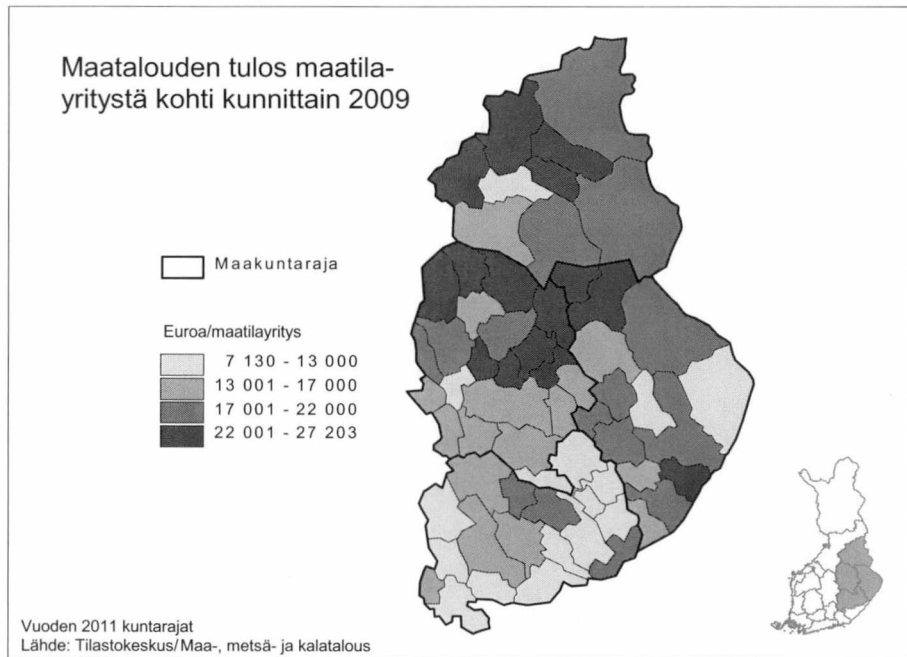 Maatalouden tulos maatila-
yritystä kohti kunnittain 2009
Maakuntaraja
Euroa/maatilayritys
7 130 - 13 000
13 001 - 17 000
17 001 - 22 000
22 001 - 27 203
Vuoden 2011 kuntarajat
Lähde: Tilastokeskus/Maa-, metsä- ja kalatalous